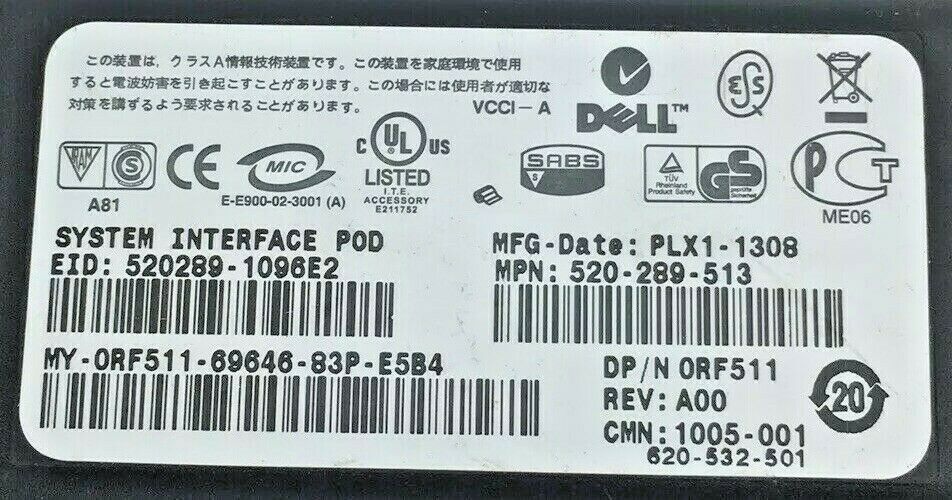 この装置は、クラスA情報技術装置です。この装置を家庭環境で使用
すると電波妨害を引き起こすことがあります。この場合には使用者が適切な
対策を講ずるよう要求されることがあります。
VCCI-A
DELL™
A81
CE
MIC
E-E900-02-3001 (A)
C UL US
®
LISTED
I.T.E.
ACCESSORY
E211752
SABS
S
TÜV
Rheinland
Product Safety
GS
geprüfte
Sicherheit
PCT
ME06
SYSTEM INTERFACE POD
EID: 520289-1096E2
MFG-Date: PLX1-1308
MPN: 520-289-513
MY-0RF511-69646-83P-E5B4
DP/N 0RF511
REV: A00
CMN: 1005-001
620-532-501
20